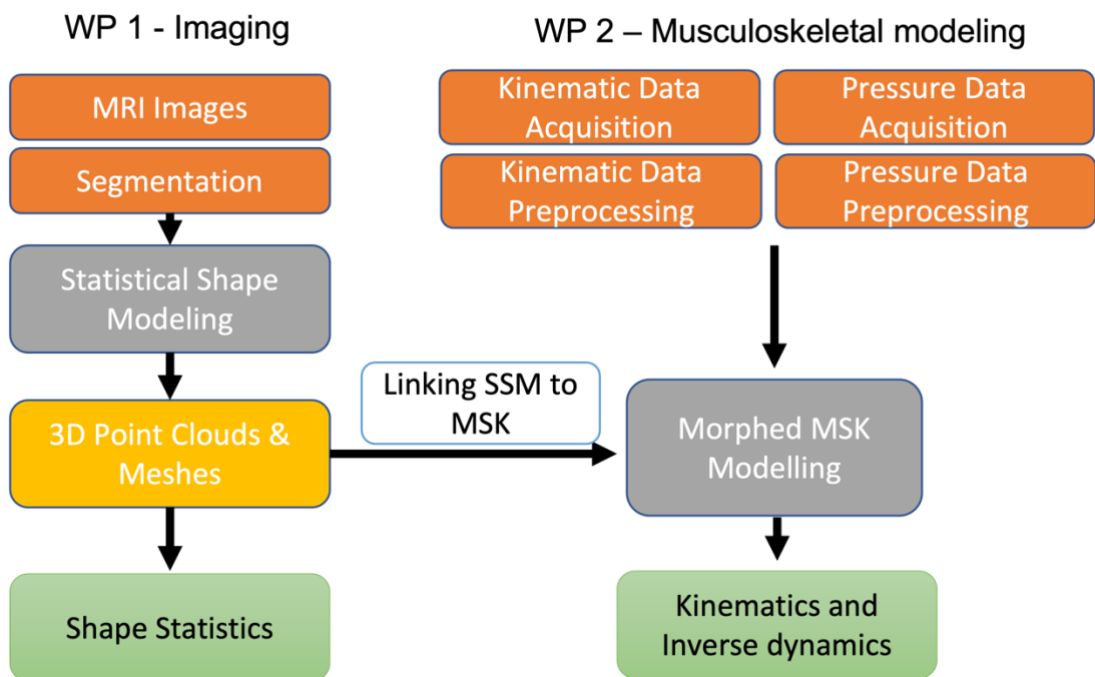 WP 1 - Imaging
MRI Images
Segmentation
Statistical Shape
Modeling
3D Point Clouds &
Meshes
Shape Statistics
Linking SSM to
MSK
WP 2 – Musculoskeletal modeling
Kinematic Data
Acquisition
Pressure Data
Acquisition
Kinematic Data
Preprocessing
Pressure Data
Preprocessing
Morphed MSK
Modelling
Kinematics and
Inverse dynamics